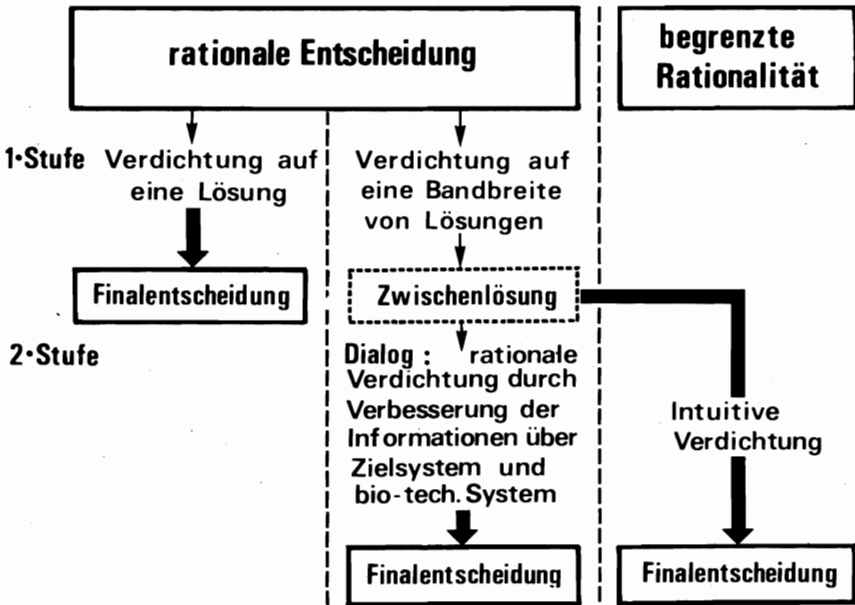 rationale Entscheidung
begrenzte
Rationalität
1•Stufe
Verdichtung auf
eine Lösung
Verdichtung auf
eine Bandbreite
von Lösungen
Finalentscheidung
Zwischenlösung
2•Stufe
Dialog : rationale
Verdichtung durch
Verbesserung der
Informationen über
Zielsystem und
bio-tech. System
Intuitive
Verdichtung
Finalentscheidung
Finalentscheidung